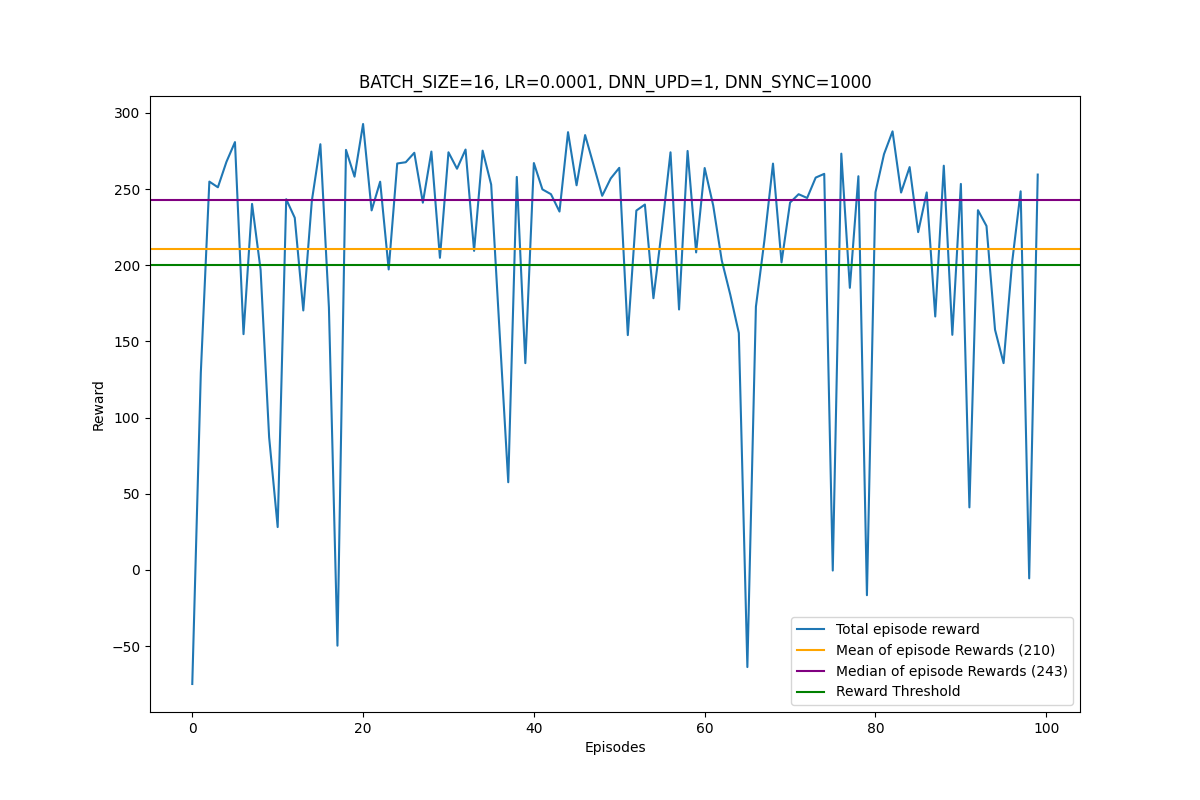 BATCH_SIZE=16, LR=0.0001, DNN_UPD=1, DNN_SYNC=1000
300
250
200
150
100
50
0
−50
Reward
0 20 40 60 80 100
Episodes
Total episode reward
Mean of episode Rewards (210)
Median of episode Rewards (243)
Reward Threshold